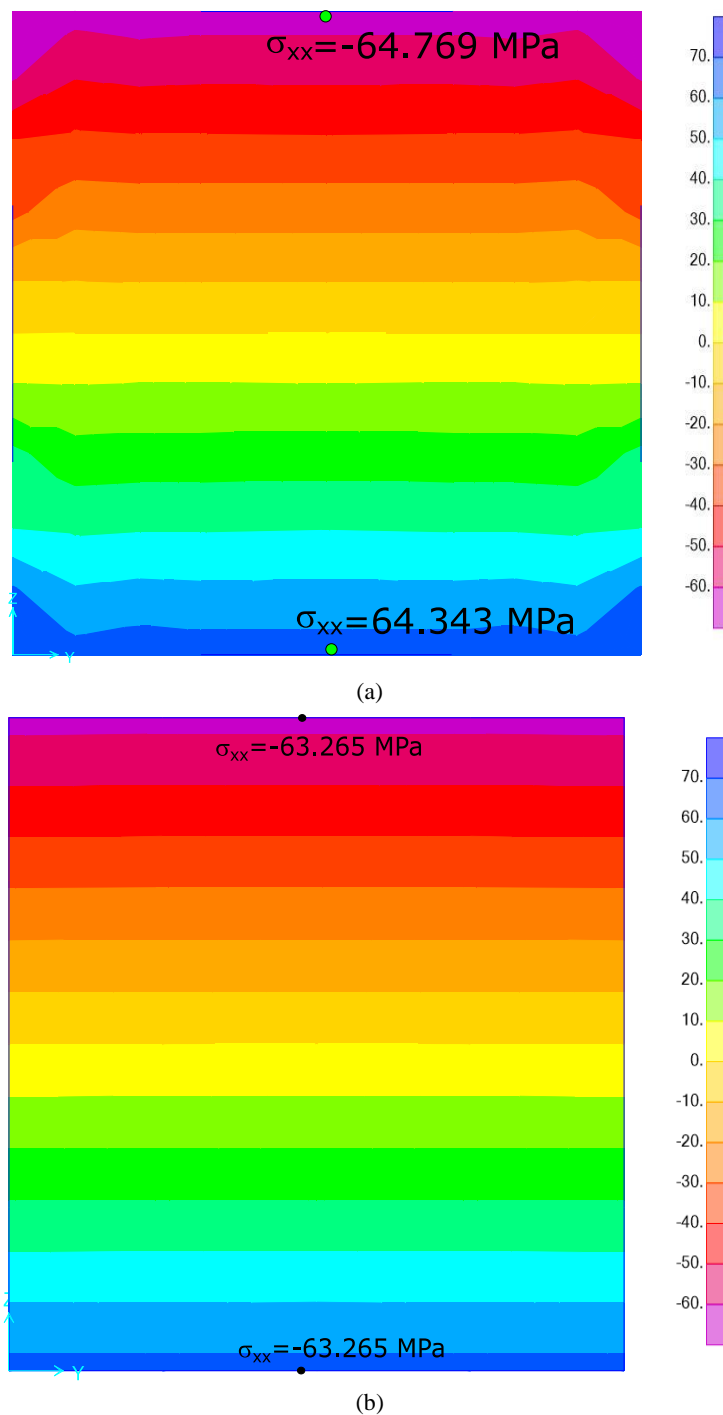 σxx=-64.769 MPa
70.
60.
50.
40.
30.
20.
10.
0.
-10.
-20.
-30.
-40.
-50.
-60.
Z
σxx=64.343 MPa
Y
(a)
σxx=-63.265 MPa
70.
60.
50.
40.
30.
20.
10.
0.
-10.
-20.
-30.
-40.
-50.
-60.
Z
σxx=-63.265 MPa
Y
(b)